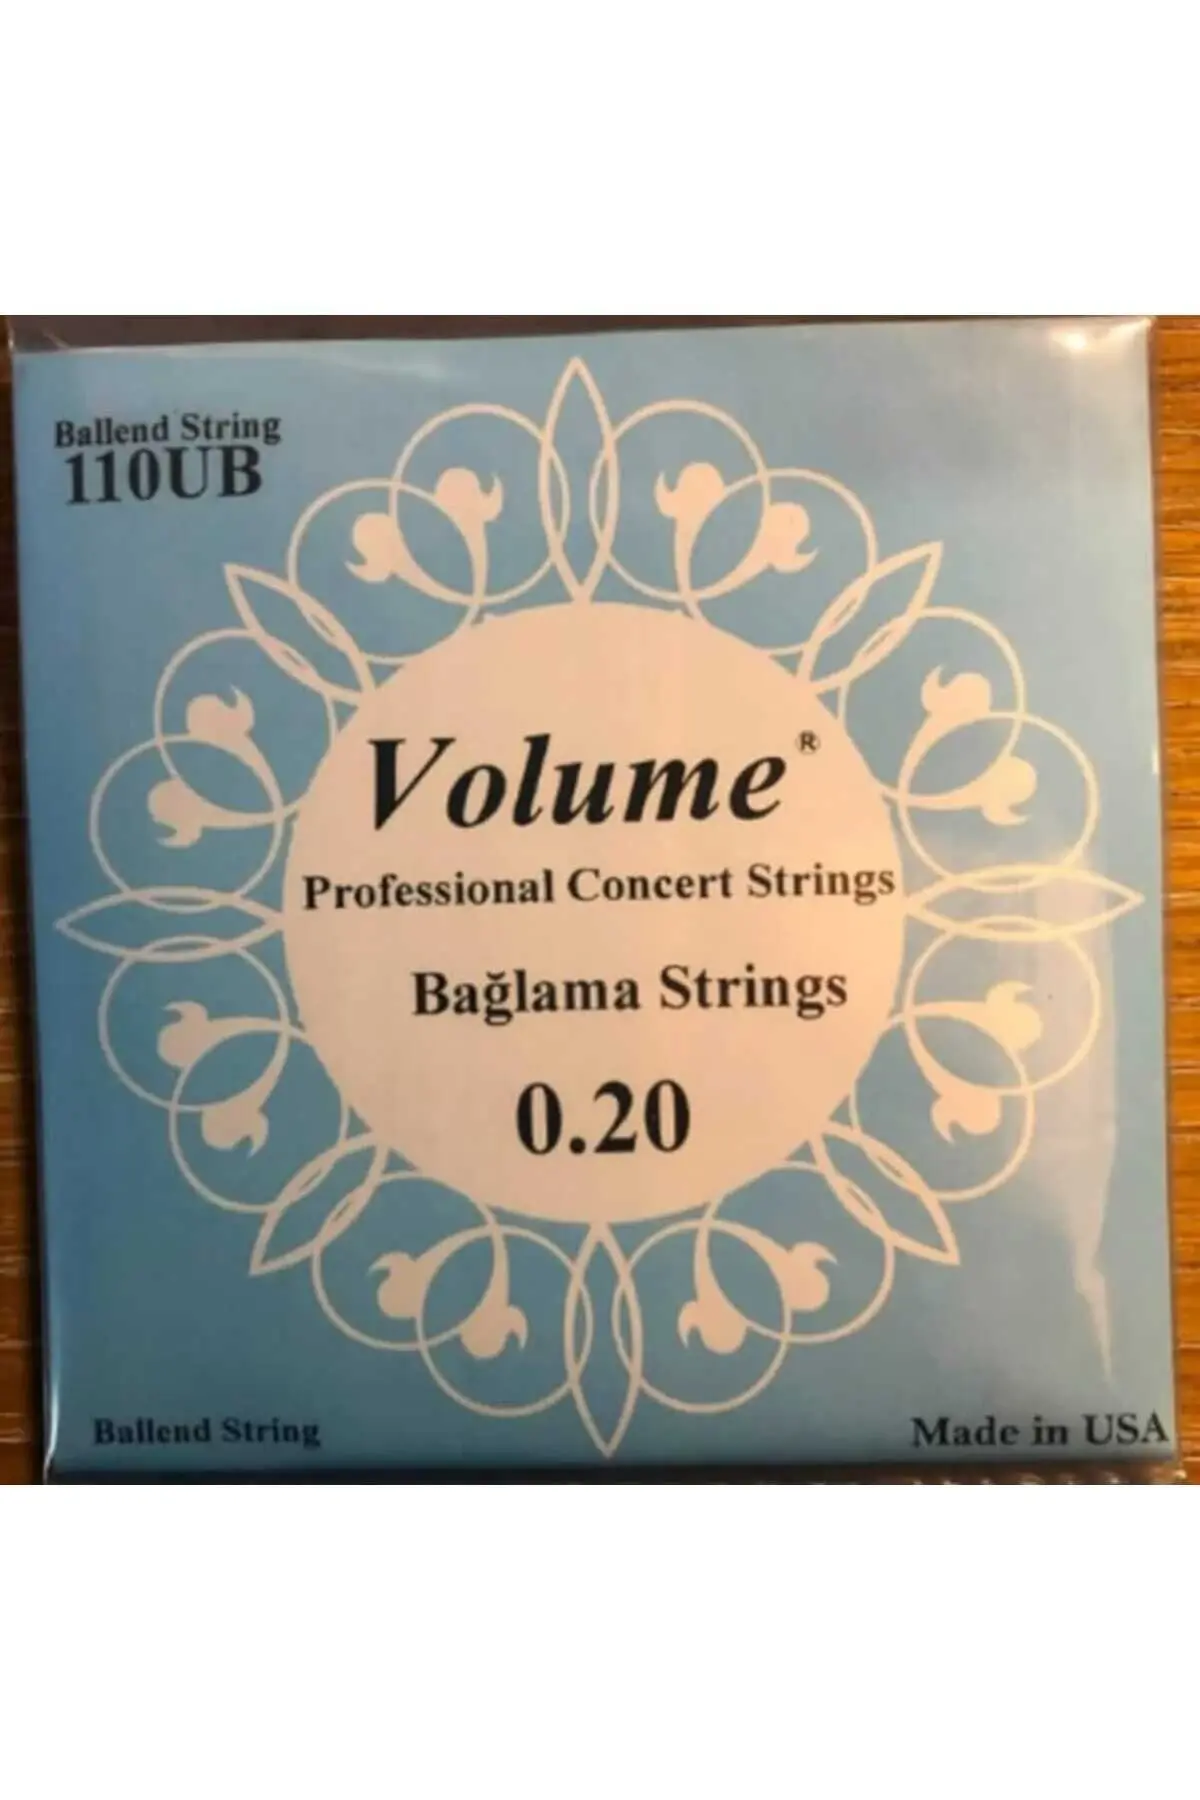 Ballend String
110UB
Volume®
Professional Concert Strings
Bağlama Strings
0.20
Ballend String
Made in USA